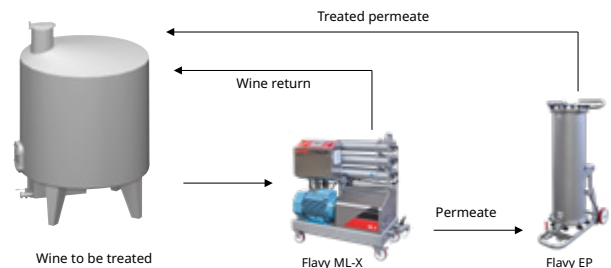 Treated permeate
Wine return
Permeate
Wine to be treated
Flavy ML-X
Flavy EP